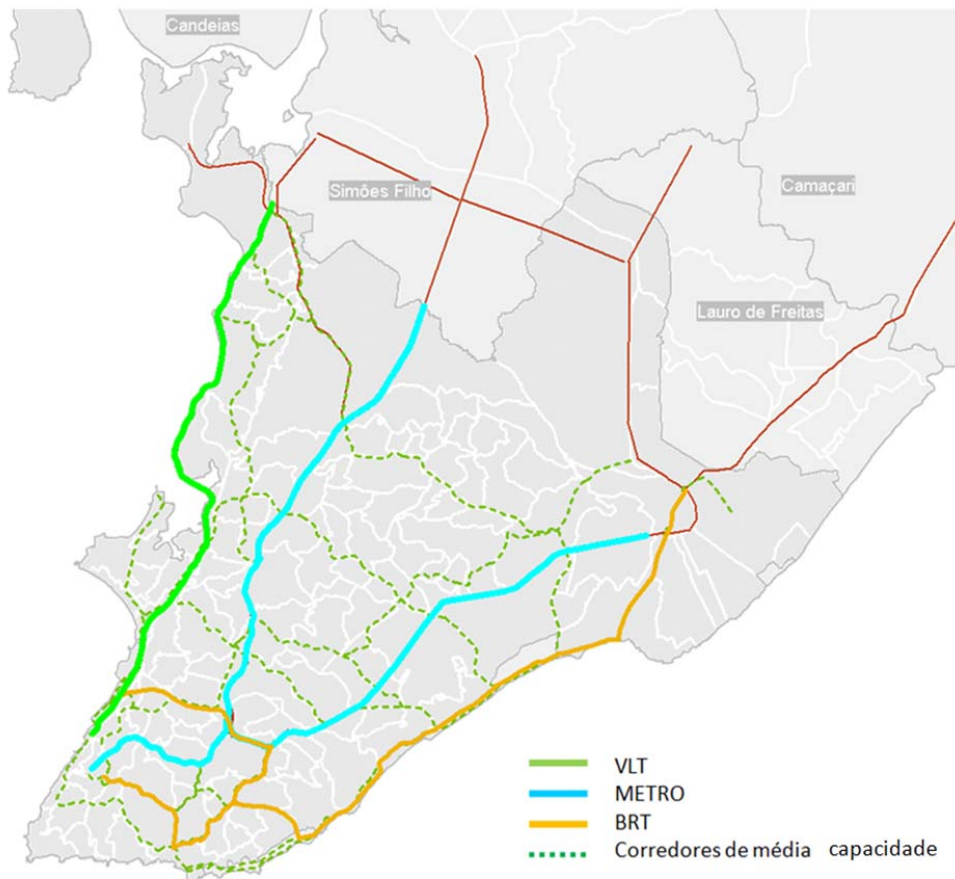 Candeias
Simões Filho
Camaçari
Lauro de Freitas
VLT
METRO
BRT
Corredores de média capacidade